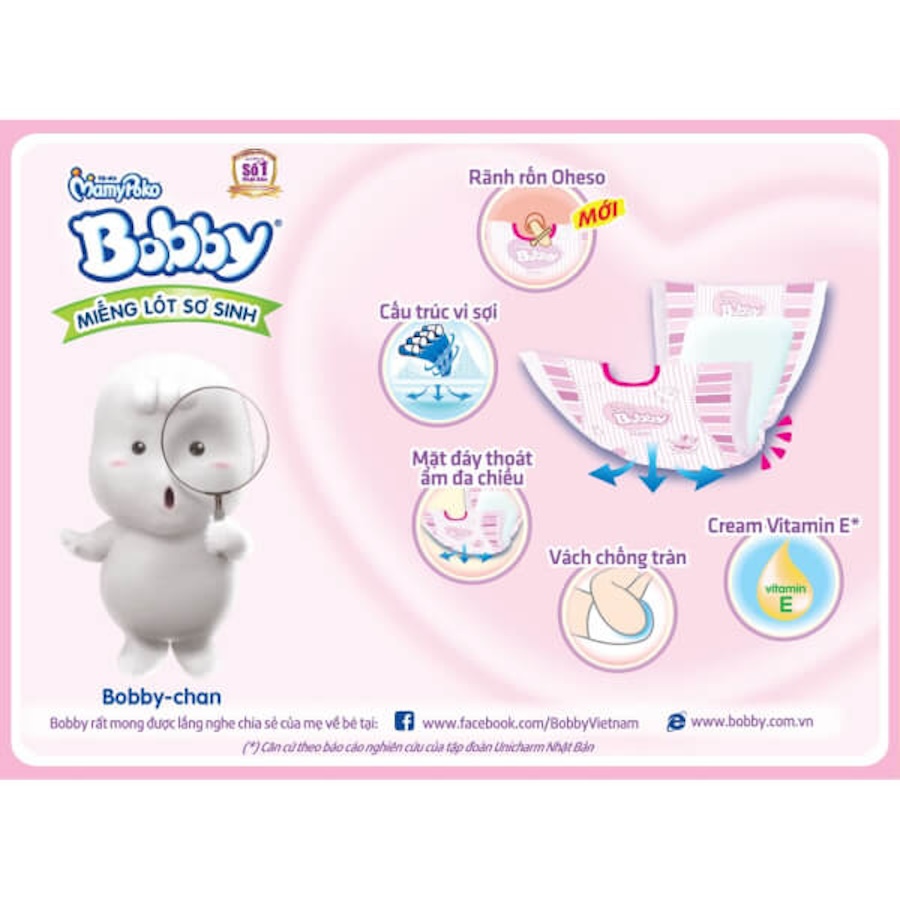 MamyPoko
Số 1
Bobby
MIẾNG LÓT SƠ SINH
Rãnh rốn Oheso
MỚI
Bobby
Cấu trúc vi sợi
Bobby
Bobby
Mặt đáy thoát
ẩm đa chiều
Cream Vitamin E*
Vách chống tràn
vitamin
E
Bobby-chan
Bobby rất mong được lắng nghe chia sẻ của mẹ về bé tại: www.facebook.com/BobbyVietnam www.bobby.com.vn
(*) Căn cứ theo báo cáo nghiên cứu của tập đoàn Unicharm Nhật Bản